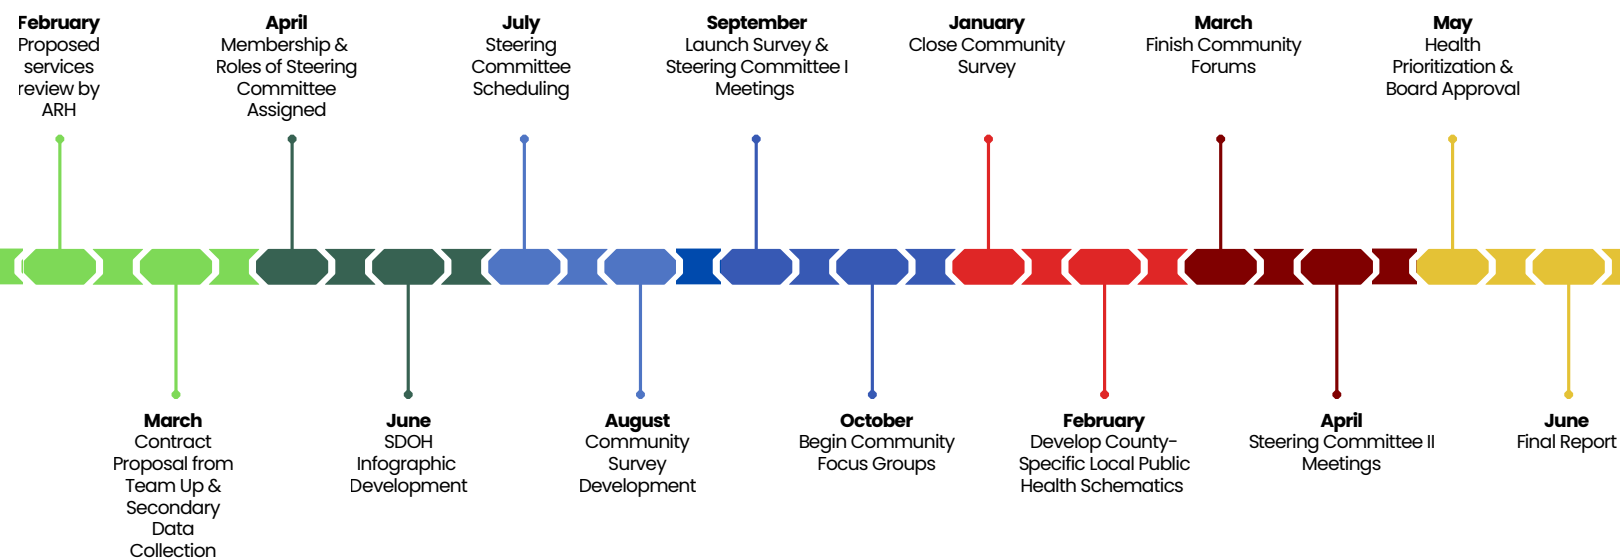 February
Proposed
services
review by
ARH
April
Membership &
Roles of Steering
Committee
Assigned
July
Steering
Committee
Scheduling
September
Launch Survey &
Steering Committee I
Meetings
January
Close Community
Survey
March
Finish Community
Forums
May
Health
Prioritization &
Board Approval
March
Contract
Proposal from
Team Up &
Secondary
Data
Collection
June
SDOH
Infographic
Development
August
Community
Survey
Development
October
Begin Community
Focus Groups
February
Develop County-
Specific Local Public
Health Schematics
April
Steering Committee II
Meetings
June
Final Report